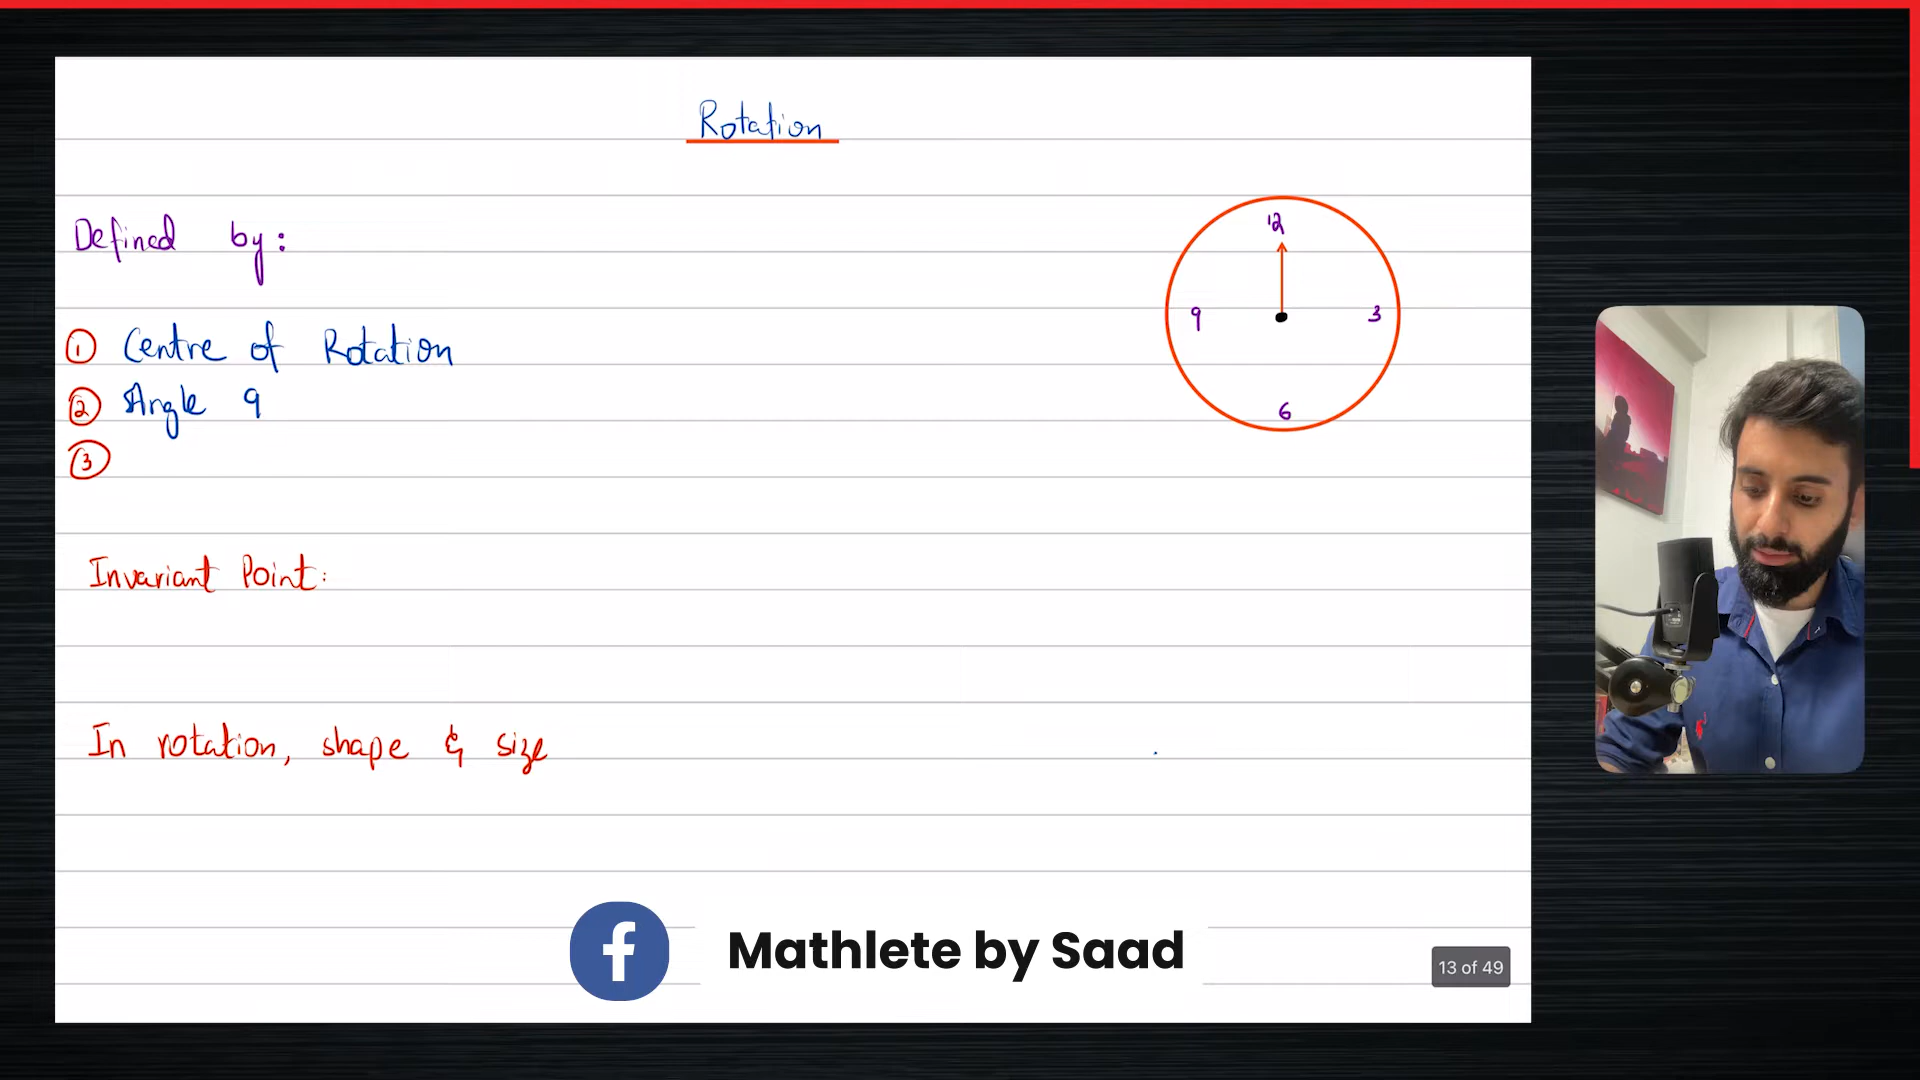 Rotation
Defined by:
12
9
3
6
1 Centre of Rotation
2 Angle 9
3
Invariant Point:
In rotation, shape & size
f Mathlete by Saad
13 of 49